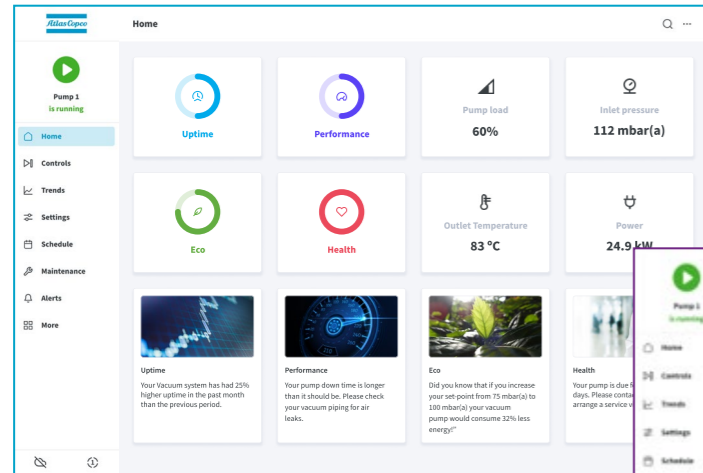 Atlas Copco
Home
Pump 1
is running
Home
Controls
Trends
Settings
Schedule
Maintenance
Alerts
More
Uptime
Performance
Pump load
60%
Inlet pressure
112 mbar(a)
Eco
Health
Outlet Temperature
83 °C
Power
24.9 kW
Uptime
Your Vacuum system has had 25%
higher uptime in the past month
than the previous period.
Performance
Your pump down time is longer
than it should be. Please check
your vacuum piping for air
leaks.
Eco
Did you know that if you increase
your set-point from 75 mbar(a) to
100 mbar(a) your vacuum
pump would consume 32% less
energy!"
Health
Your pump is due
days. Please
arrange a service
Pump 1
is running
Home
Controls
Trends
Settings
Schedule